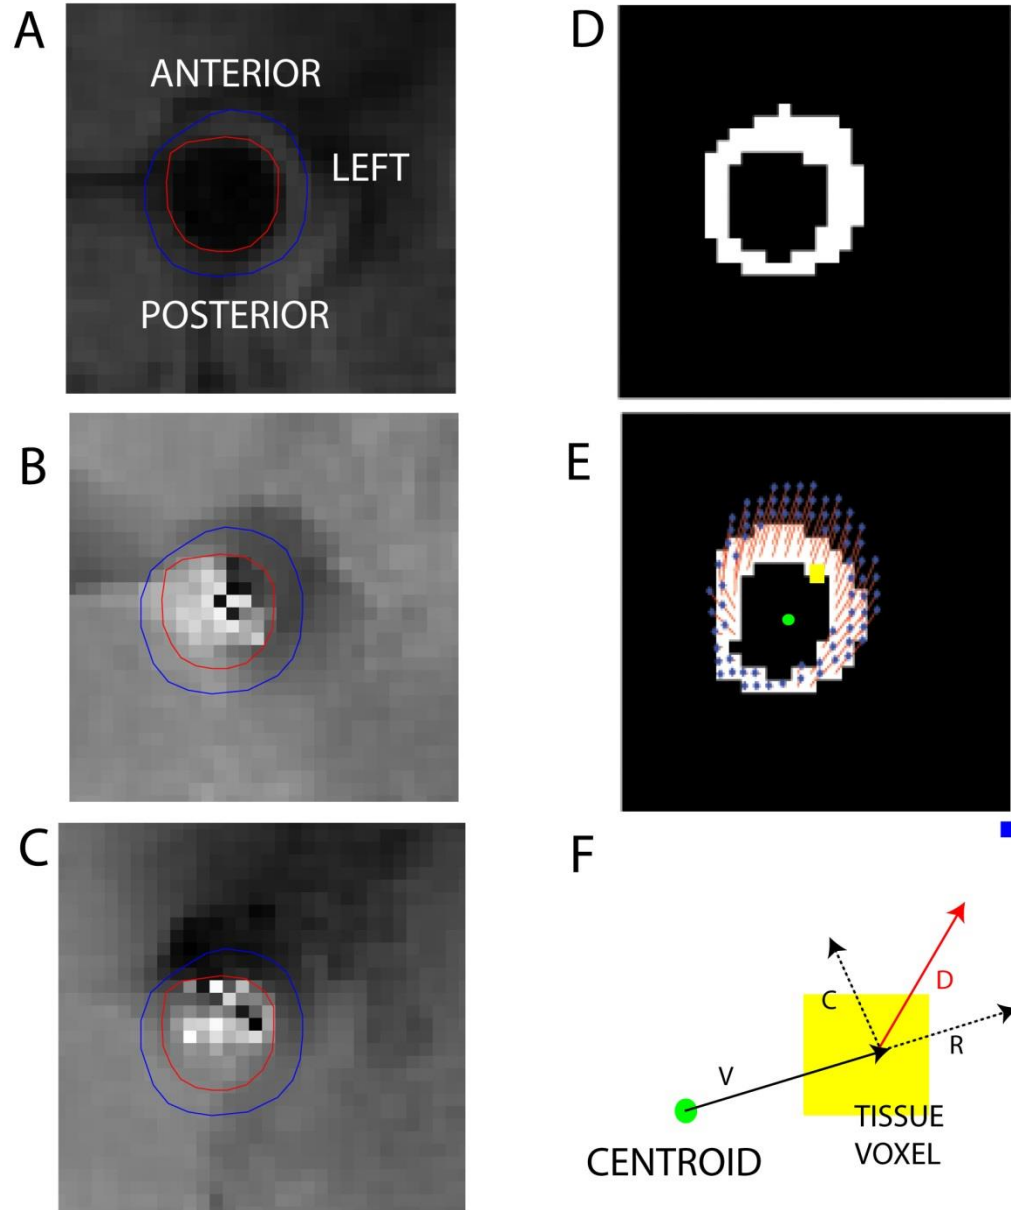 A
ANTERIOR
LEFT
POSTERIOR
B
C
D
E
F
C
D
R
V
TISSUE
VOXEL
CENTROID